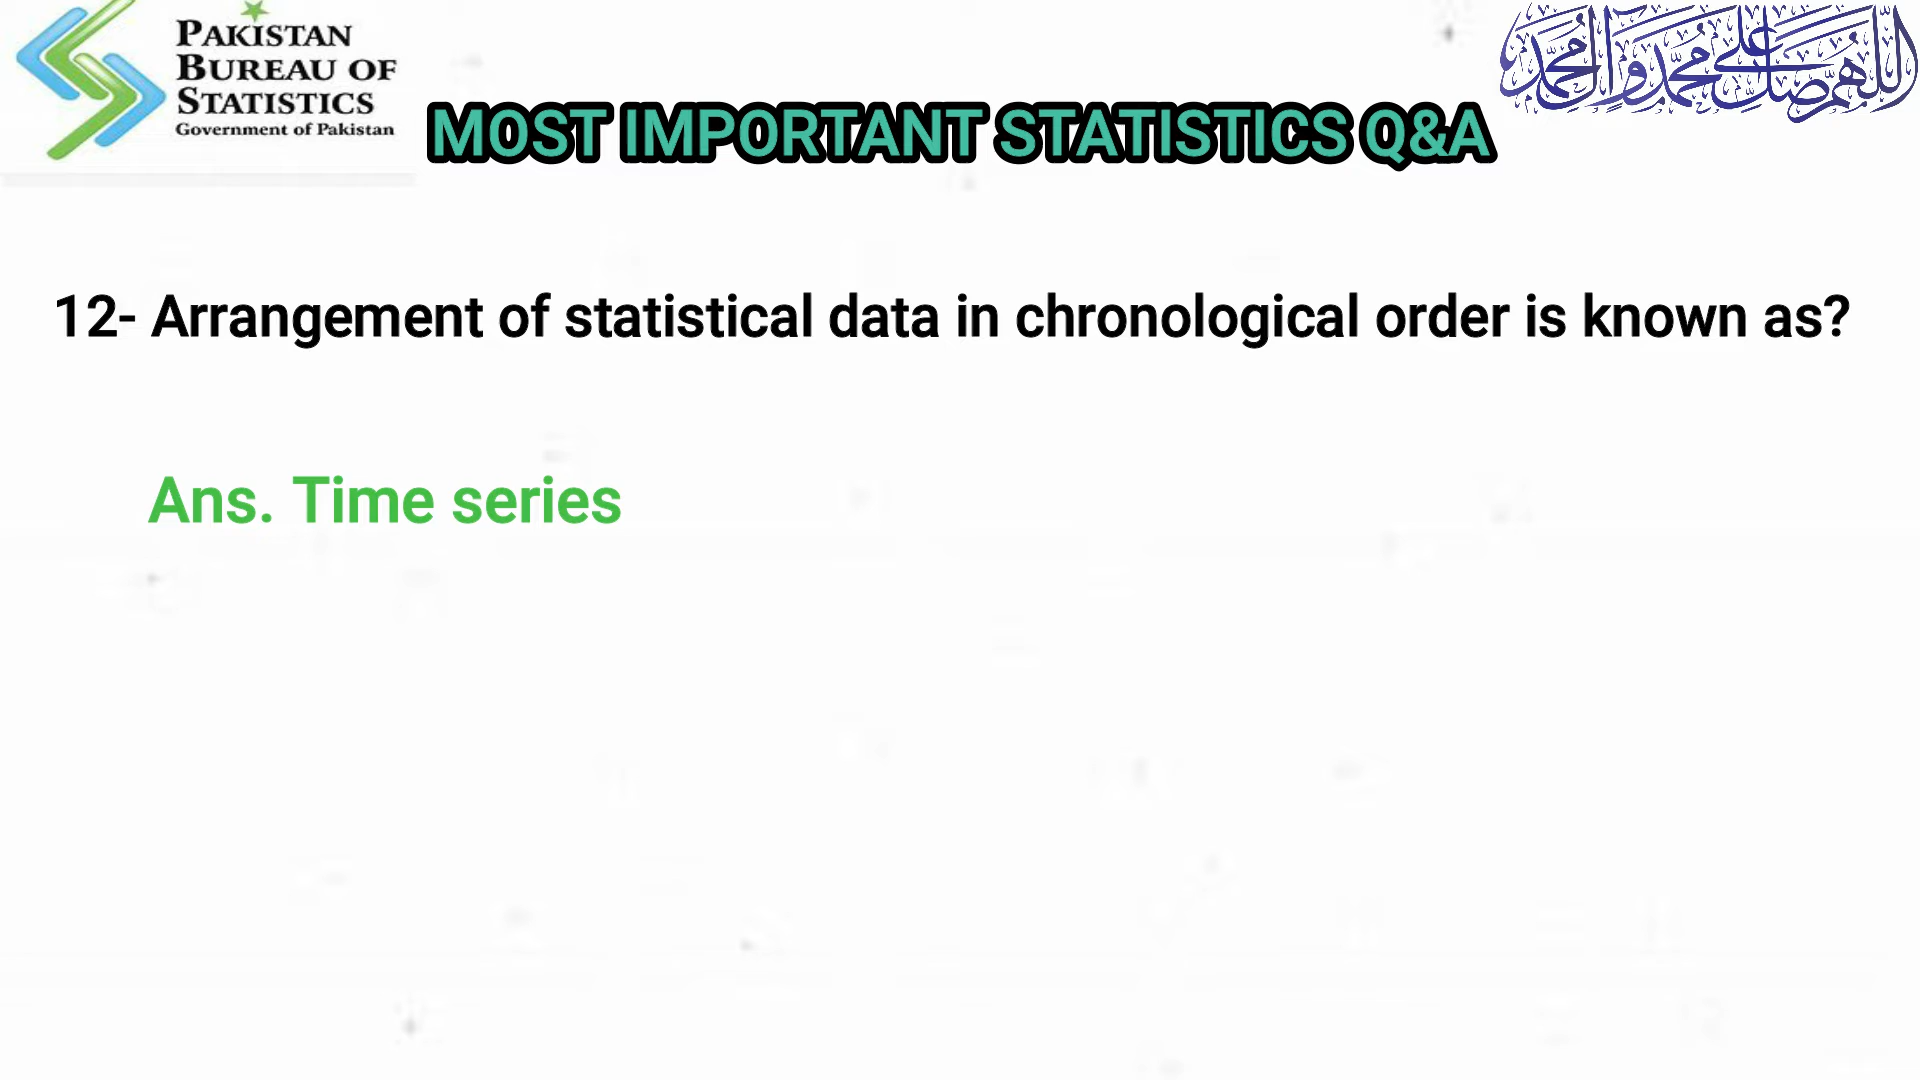 PAKISTAN
BUREAU OF
STATISTICS
Government of Pakistan
اللهم صل على محمد وآل محمد
MOST IMPORTANT STATISTICS Q&A
12- Arrangement of statistical data in chronological order is known as?
Ans. Time series